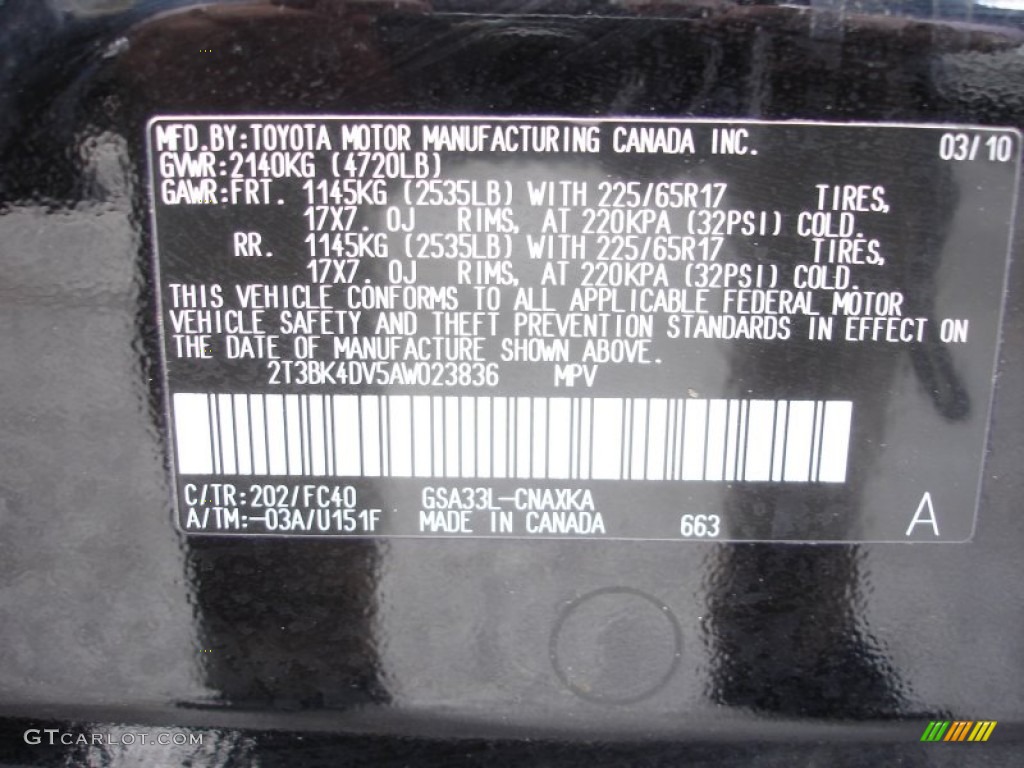 MFD.BY:TOYOTA MOTOR MANUFACTURING CANADA INC. 03/10
GVWR:2140KG (4720LB)
GAWR:FRT. 1145KG (2535LB) WITH 225/65R17 TIRES,
17X7.0J RIMS, AT 220KPA (32PSI) COLD.
RR. 1145KG (2535LB) WITH 225/65R17 TIRES,
17X7.0J RIMS, AT 220KPA (32PSI) COLD.
THIS VEHICLE CONFORMS TO ALL APPLICABLE FEDERAL MOTOR
VEHICLE SAFETY AND THEFT PREVENTION STANDARDS IN EFFECT ON
THE DATE OF MANUFACTURE SHOWN ABOVE.
2T3BK4DV5AW023836 MPV
C/TR:202/FC40 GSA33L-CNAXKA
A/TM:-03A/U151F MADE IN CANADA 663 A
GTCARLOT.COM